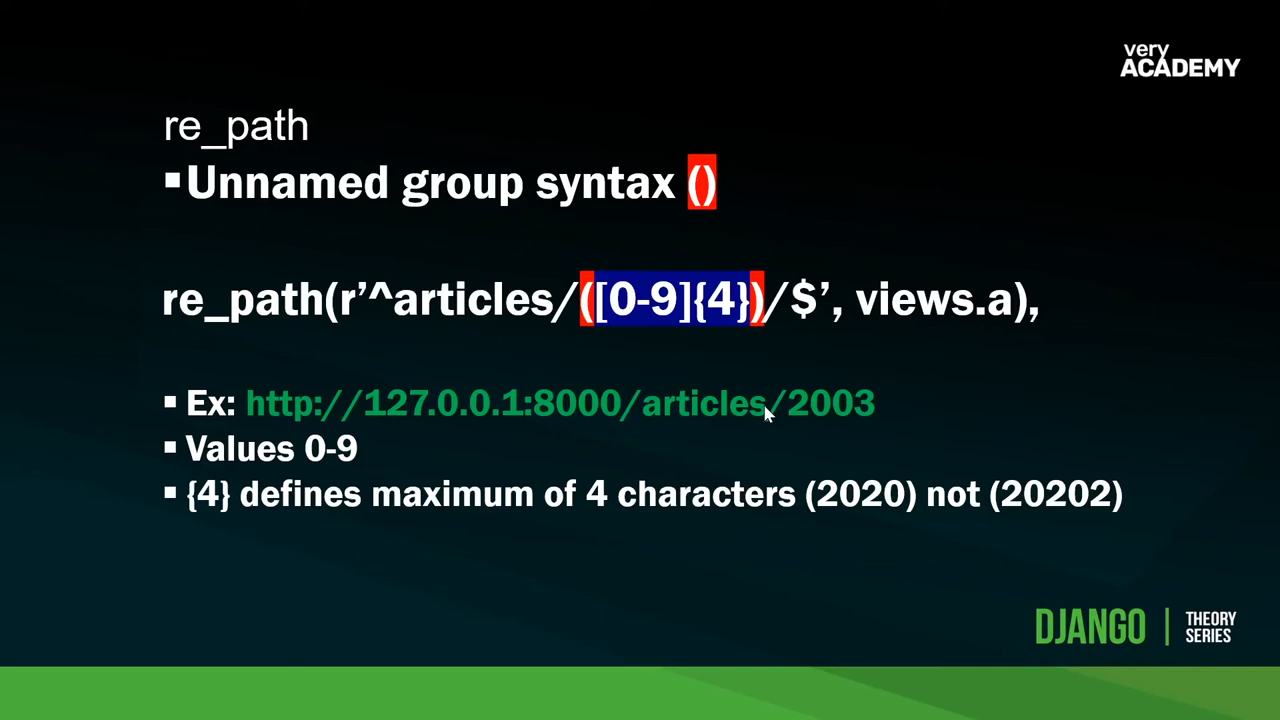 very
ACADEMY
re_path
▪Unnamed group syntax ()
re_path(r’^articles/([0-9]{4})/$’, views.a),
▪ Ex: http://127.0.0.1:8000/articles/2003
▪ Values 0-9
▪ {4} defines maximum of 4 characters (2020) not (20202)
DJANGO | THEORY
SERIES